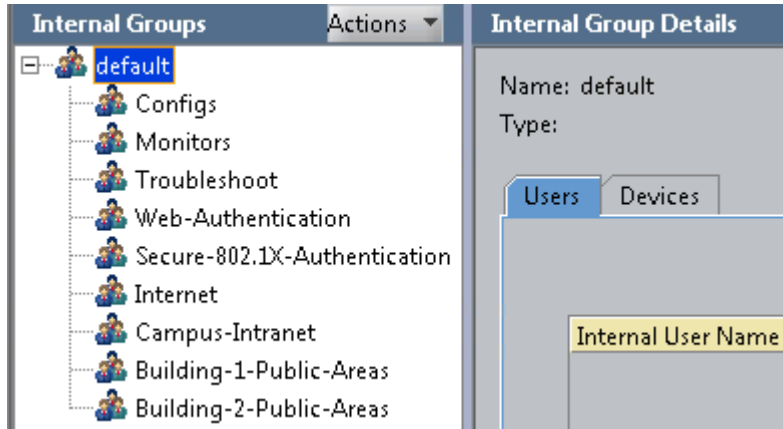 Internal Groups
Actions
default
Configs
Monitors
Troubleshoot
Web-Authentication
Secure-802.1X-Authentication
Internet
Campus-Intranet
Building-1-Public-Areas
Building-2-Public-Areas
Internal Group Details
Name: default
Type:
Users
Devices
Internal User Name